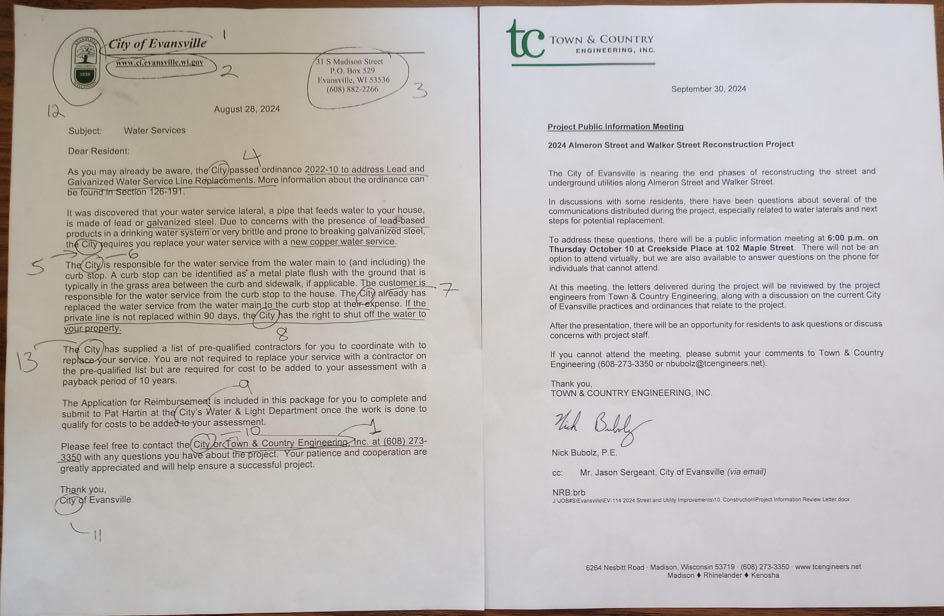 City of Evansville
1
www.ci.evansville.wi.gov
2
31 S Madison Street
P.O. Box 529
Evansville, WI 53536
(608) 882-2266
3
12
August 28, 2024
Subject: Water Services
Dear Resident:
4
As you may already be aware, the City passed ordinance 2022-10 to address Lead and
Galvanized Water Service Line Replacements. More information about the ordinance can
be found in Section 126-191.
It was discovered that your water service lateral, a pipe that feeds water to your house,
is made of lead or galvanized steel. Due to concerns with the presence of lead-based
products in a drinking water system or very brittle and prone to breaking galvanized steel,
the City requires you replace your water service with a new copper water service.
5
6
The City is responsible for the water service from the water main to (and including) the
curb stop. A curb stop can be identified as a metal plate flush with the ground that is
typically in the grass area between the curb and sidewalk, if applicable. The customer is
responsible for the water service from the curb stop to the house. The City already has
7
replaced the water service from the water main to the curb stop at their expense. If the
private line is not replaced within 90 days, the City has the right to shut off the water to
your property.
8
13
The City has supplied a list of pre-qualified contractors for you to coordinate with to
replace your service. You are not required to replace your service with a contractor on
the pre-qualified list but are required for cost to be added to your assessment with a
payback period of 10 years.
9
The Application for Reimbursement is included in this package for you to complete and
submit to Pat Hartin at the City's Water & Light Department once the work is done to
qualify for costs to be added to your assessment.
10
1
Please feel free to contact the City or Town & Country Engineering, Inc. at (608) 273-
3350 with any questions you have about the project. Your patience and cooperation are
greatly appreciated and will help ensure a successful project.
Thank you,
City of Evansville
11
tc TOWN & COUNTRY
ENGINEERING, INC.
September 30, 2024
Project Public Information Meeting
2024 Almeron Street and Walker Street Reconstruction Project
The City of Evansville is nearing the end phases of reconstructing the street and
underground utilities along Almeron Street and Walker Street.
In discussions with some residents, there have been questions about several of the
communications distributed during the project, especially related to water laterals and next
steps for potential replacement.
To address these questions, there will be a public information meeting at 6:00 p.m. on
Thursday October 10 at Creekside Place at 102 Maple Street. There will not be an
option to attend virtually, but we are also available to answer questions on the phone for
individuals that cannot attend.
At this meeting, the letters delivered during the project will be reviewed by the project
engineers from Town & Country Engineering, along with a discussion on the current City
of Evansville practices and ordinances that relate to the project.
After the presentation, there will be an opportunity for residents to ask questions or discuss
concerns with project staff.
If you cannot attend the meeting, please submit your comments to Town & Country
Engineering (608-273-3350 or nbubolz@tcengineers.net).
Thank you,
TOWN & COUNTRY ENGINEERING, INC.
Nick Bubolz
Nick Bubolz, P.E.
cc: Mr. Jason Sergeant, City of Evansville (via email)
NRB:brb
J:\JOB#S\Evansville\EV-114 2024 Street and Utility Improvements\10. Construction\Project Information Review Letter.docx
6264 Nesbitt Road · Madison, Wisconsin 53719 · (608) 273-3350 · www.tcengineers.net
Madison ♦ Rhinelander ♦ Kenosha